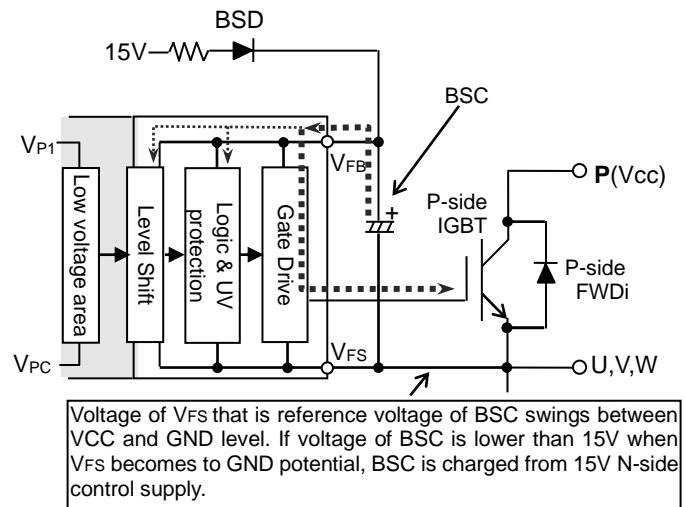 BSD
15V
BSC
VP1
VFB
P(Vcc)
P-side
IGBT
+
Low voltage area
Level Shift
Logic & UV
protection
Gate Drive
P-side
FWDi
VPC
VFS
U,V,W
Voltage of VFS that is reference voltage of BSC swings between
VCC and GND level. If voltage of BSC is lower than 15V when
VFS becomes to GND potential, BSC is charged from 15V N-side
control supply.